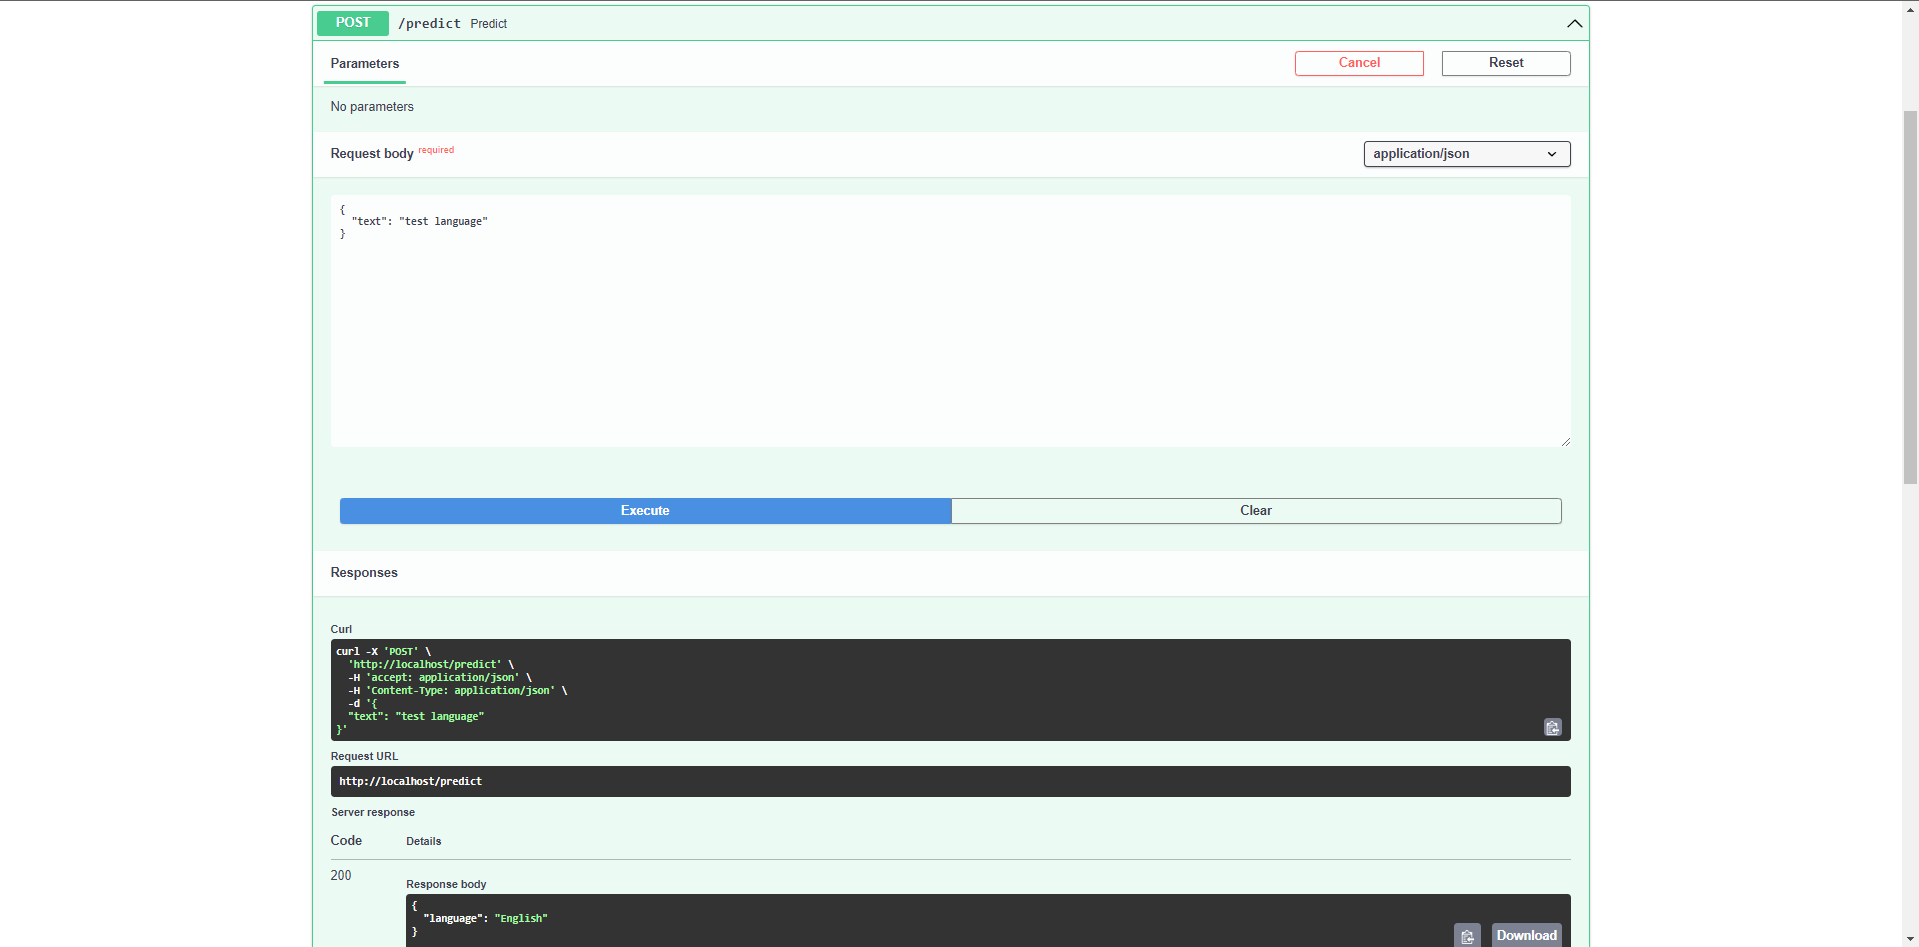 POST /predict Predict
Parameters Cancel Reset
No parameters
Request body required application/json
{
  "text": "test language"
}
Execute Clear
Responses
Curl
curl -X 'POST' \
  'http://localhost/predict' \
  -H 'accept: application/json' \
  -H 'Content-Type: application/json' \
  -d '{
  "text": "test language"
}'
Request URL
http://localhost/predict
Server response
Code Details
200
Response body
{
  "language": "English"
}
Download